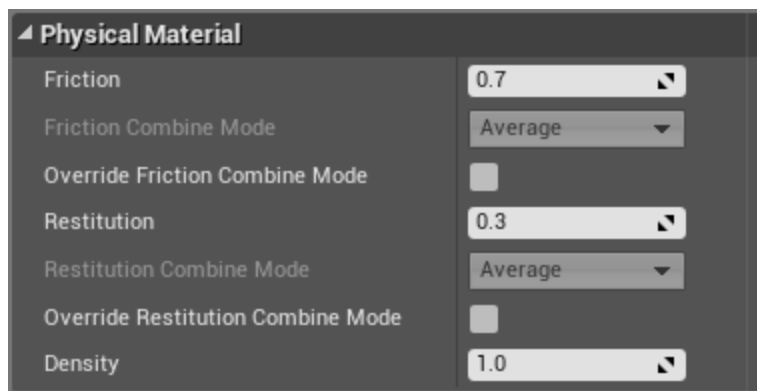 Physical Material
Friction 0.7
Friction Combine Mode Average
Override Friction Combine Mode
Restitution 0.3
Restitution Combine Mode Average
Override Restitution Combine Mode
Density 1.0